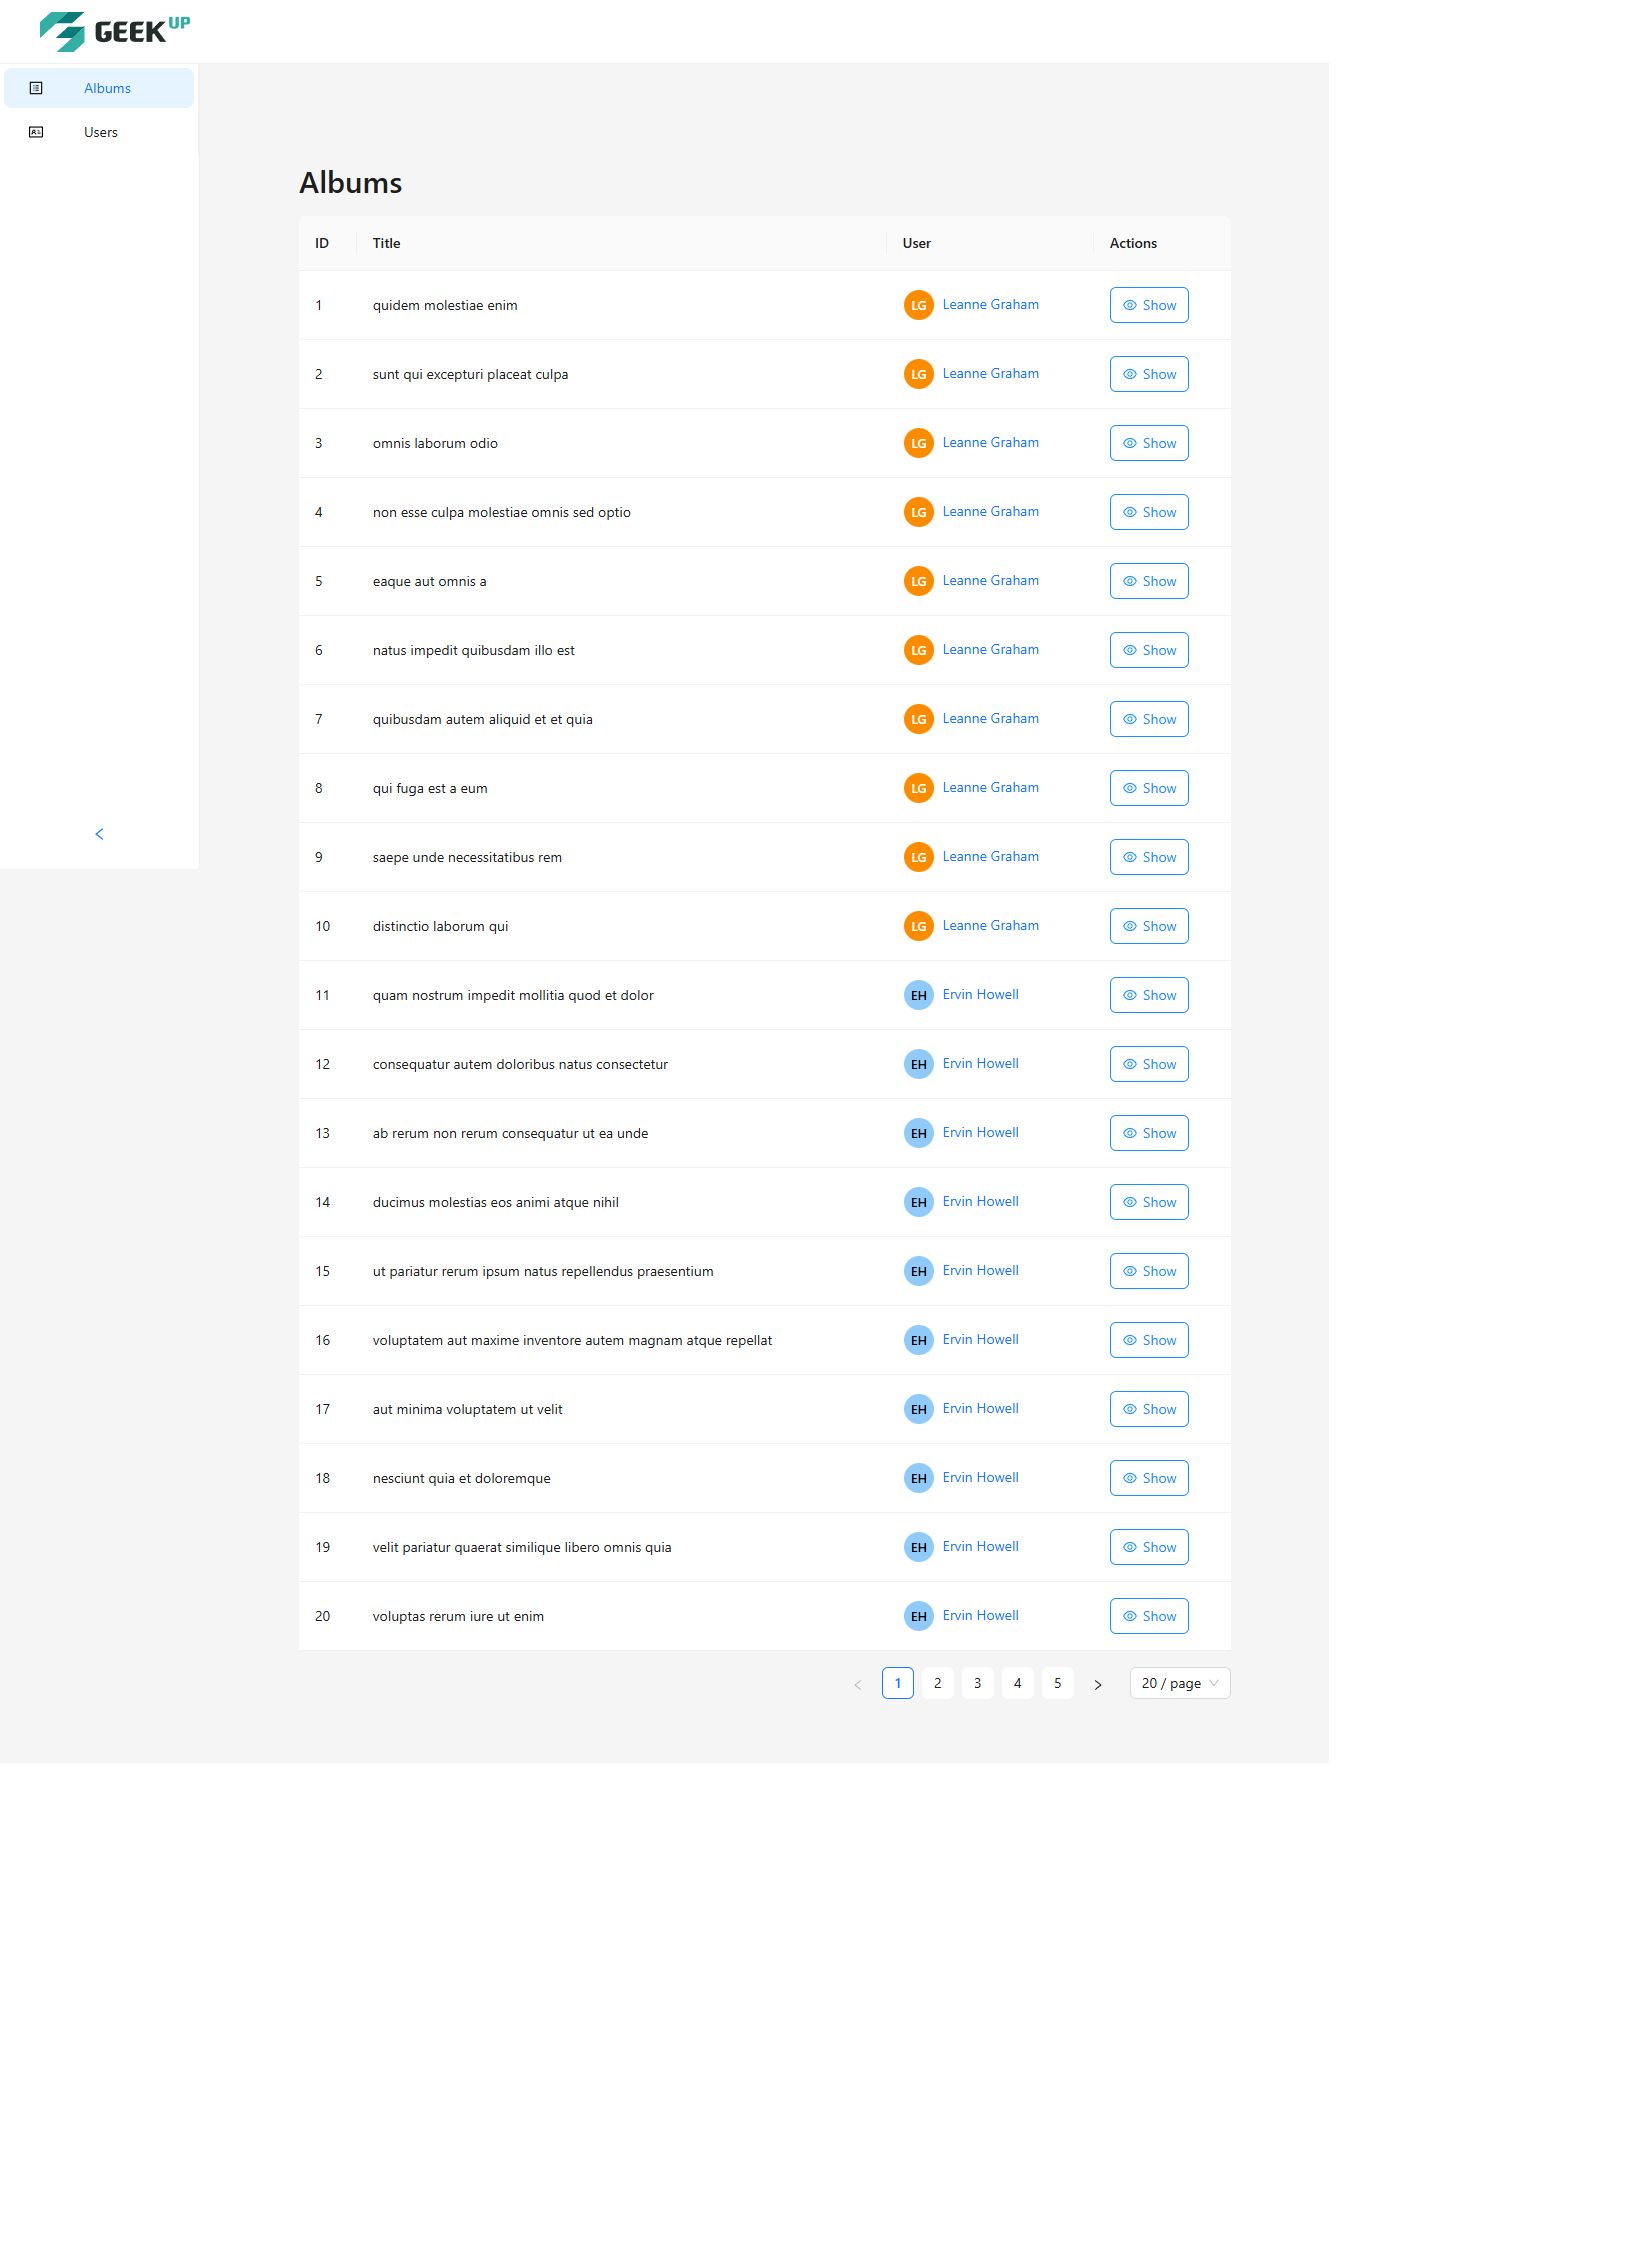 GEEK UP
Albums
Users
Albums
ID Title User Actions
1 quidem molestiae enim LG Leanne Graham Show
2 sunt qui excepturi placeat culpa LG Leanne Graham Show
3 omnis laborum odio LG Leanne Graham Show
4 non esse culpa molestiae omnis sed optio LG Leanne Graham Show
5 eaque aut omnis a LG Leanne Graham Show
6 natus impedit quibusdam illo est LG Leanne Graham Show
7 quibusdam autem aliquid et et quia LG Leanne Graham Show
8 qui fuga est a eum LG Leanne Graham Show
9 saepe unde necessitatibus rem LG Leanne Graham Show
10 distinctio laborum qui LG Leanne Graham Show
11 quam nostrum impedit mollitia quod et dolor EH Ervin Howell Show
12 consequatur autem doloribus natus consectetur EH Ervin Howell Show
13 ab rerum non rerum consequatur ut ea unde EH Ervin Howell Show
14 ducimus molestias eos animi atque nihil EH Ervin Howell Show
15 ut pariatur rerum ipsum natus repellendus praesentium EH Ervin Howell Show
16 voluptatem aut maxime inventore autem magnam atque repellat EH Ervin Howell Show
17 aut minima voluptatem ut velit EH Ervin Howell Show
18 nesciunt quia et doloremque EH Ervin Howell Show
19 velit pariatur quaerat similique libero omnis quia EH Ervin Howell Show
20 voluptas rerum iure ut enim EH Ervin Howell Show
1 2 3 4 5 20 / page